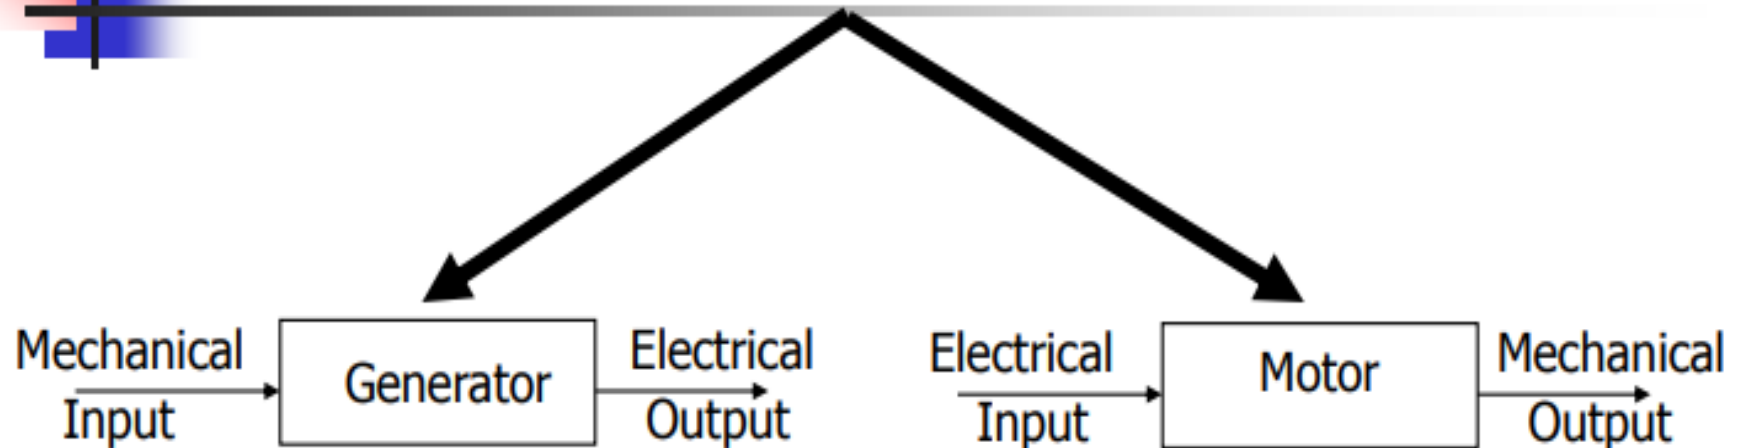 Mechanical
Input
Generator
Electrical
Output
Electrical
Input
Motor
Mechanical
Output